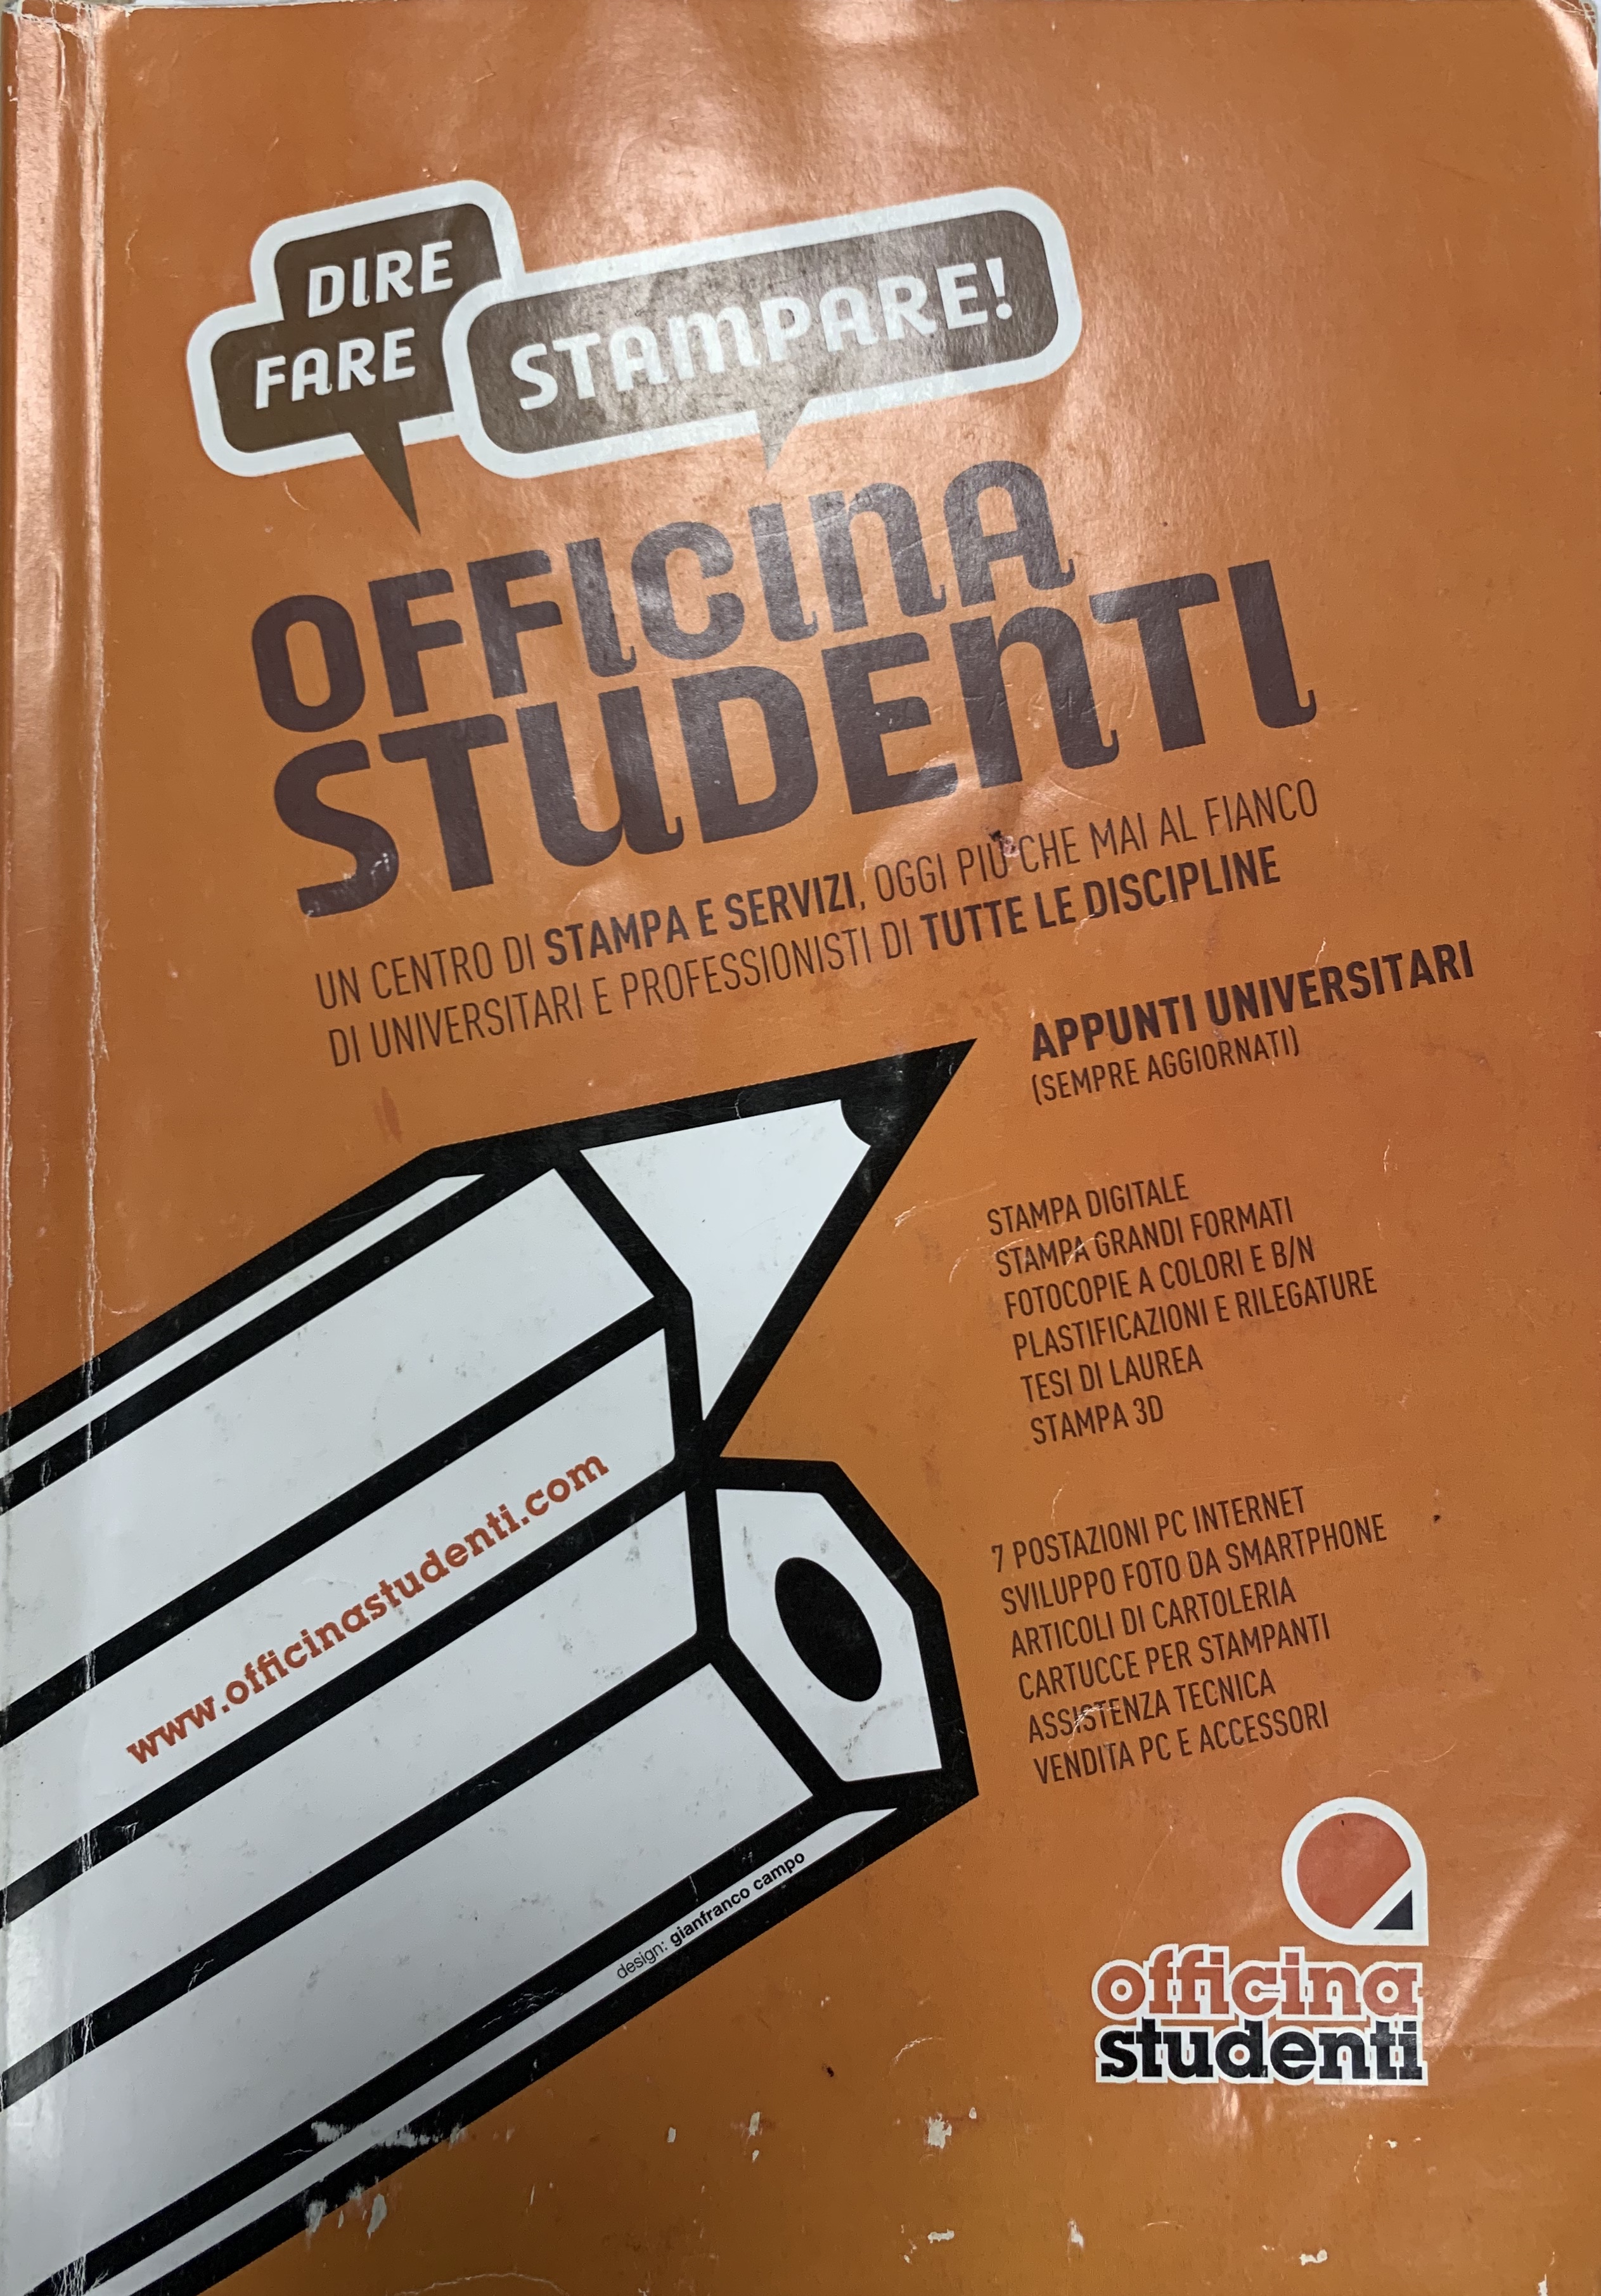 DIRE
FARE
STAMPARE!
OFFICINA
STUDENTI
UN CENTRO DI STAMPA E SERVIZI, OGGI PIÙ CHE MAI AL FIANCO
DI UNIVERSITARI E PROFESSIONISTI DI TUTTE LE DISCIPLINE
APPUNTI UNIVERSITARI
(SEMPRE AGGIORNATI)
STAMPA DIGITALE
STAMPA GRANDI FORMATI
FOTOCOPIE A COLORI E B/N
PLASTIFICAZIONI E RILEGATURE
TESI DI LAUREA
STAMPA 3D
www.officinastudenti.com
7 POSTAZIONI PC INTERNET
SVILUPPO FOTO DA SMARTPHONE
ARTICOLI DI CARTOLERIA
CARTUCCE PER STAMPANTI
ASSISTENZA TECNICA
VENDITA PC E ACCESSORI
design: gianfranco campo
officina
studenti